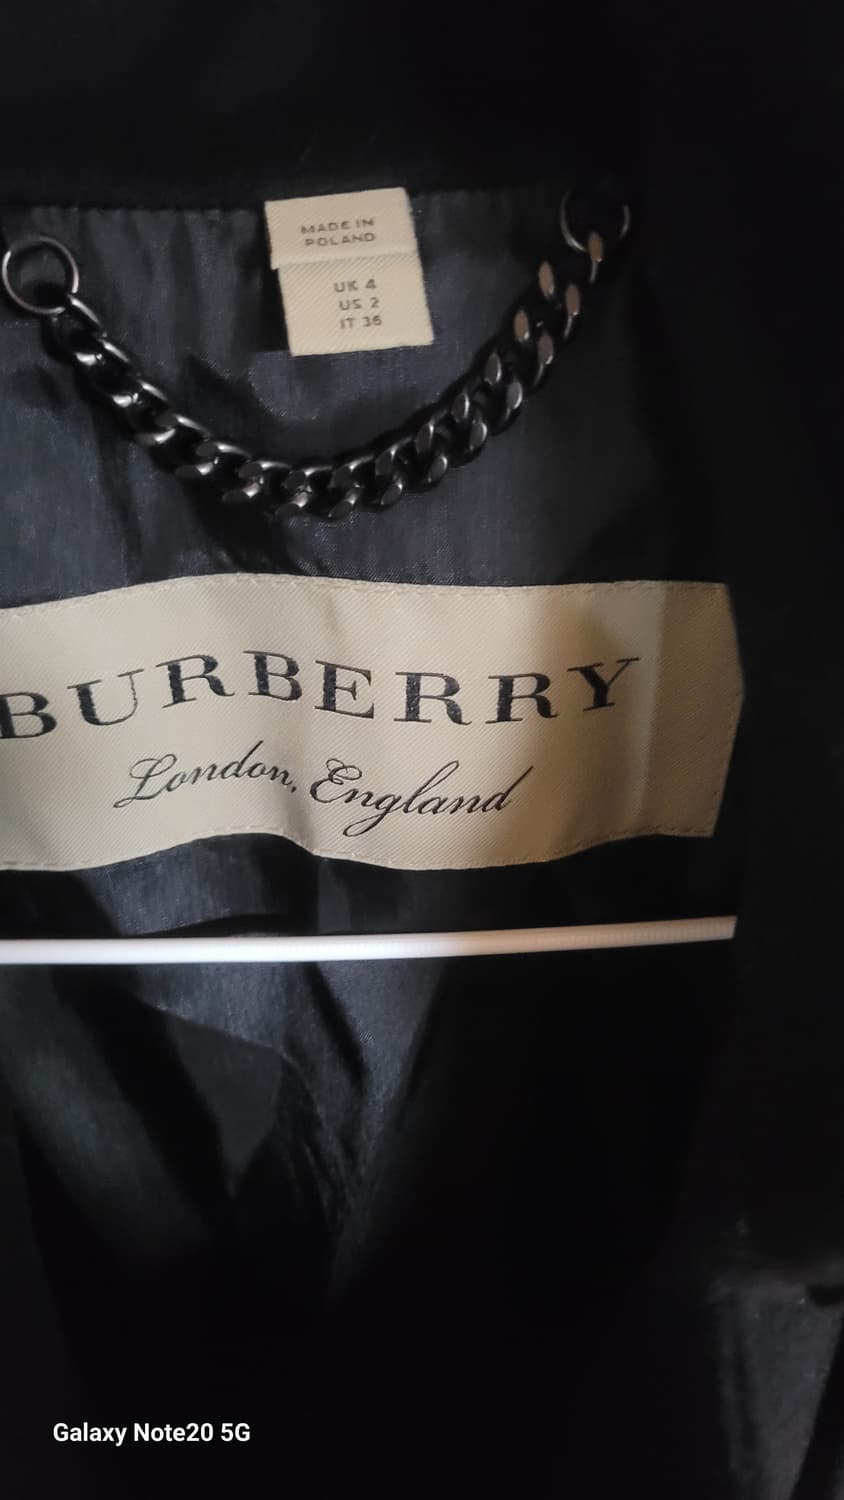 MADE IN
POLAND
UK 4
US 2
IT 36
BURBERRY
London, England
Galaxy Note20 5G